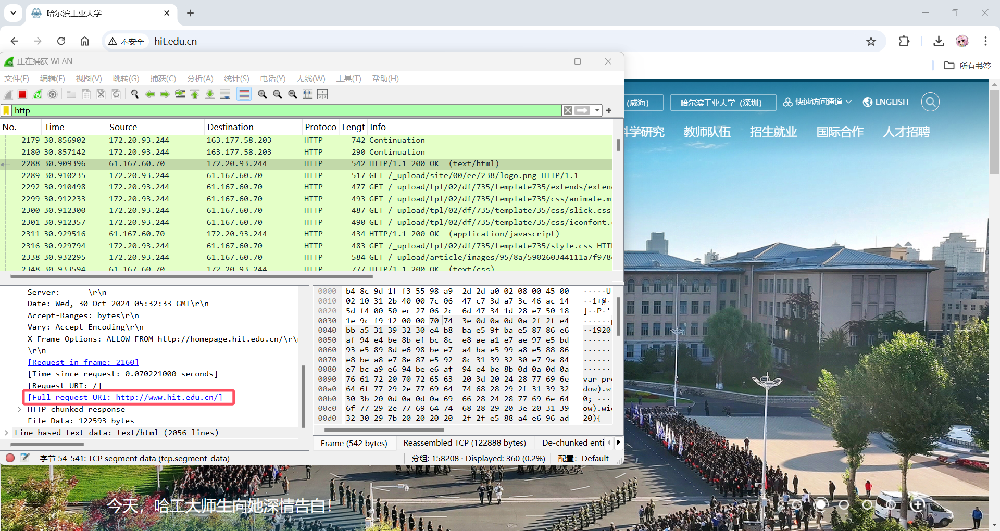 哈尔滨工业大学
不安全
hit.edu.cn
所有书签
正在捕获 WLAN
文件(F) 编辑(E) 视图(V) 跳转(G) 捕获(C) 分析(A) 统计(S) 电话(Y) 无线(W) 工具(T) 帮助(H)
http
No. Time Source Destination Protoco Lengt Info
2179 30.856902 172.20.93.244 163.177.58.203 HTTP 742 Continuation
2180 30.857142 172.20.93.244 163.177.58.203 HTTP 290 Continuation
2288 30.909396 61.167.60.70 172.20.93.244 HTTP 542 HTTP/1.1 200 OK (text/html)
2289 30.910235 172.20.93.244 61.167.60.70 HTTP 517 GET /_upload/site/00/ee/238/logo.png HTTP/1.1
2292 30.910498 172.20.93.244 61.167.60.70 HTTP 477 GET /_upload/tpl/02/df/735/template735/extends/exten
2299 30.912233 172.20.93.244 61.167.60.70 HTTP 493 GET /_upload/tpl/02/df/735/template735/css/animate.mi
2300 30.912300 172.20.93.244 61.167.60.70 HTTP 487 GET /_upload/tpl/02/df/735/template735/css/slick.css
2301 30.912357 172.20.93.244 61.167.60.70 HTTP 490 GET /_upload/tpl/02/df/735/template735/css/iconfont.
2311 30.929516 61.167.60.70 172.20.93.244 HTTP 434 HTTP/1.1 200 OK (application/javascript)
2316 30.929794 172.20.93.244 61.167.60.70 HTTP 483 GET /_upload/tpl/02/df/735/template735/style.css HTT
2338 30.932295 172.20.93.244 61.167.60.70 HTTP 584 GET /_upload/article/images/95/8a/590260344111a7f978
2348 30.933594 61.167.60.70 172.20.93.244 HTTP 777 HTTP/1.1 200 OK (text/css)
Server: \r\n
Date: Wed, 30 Oct 2024 05:32:33 GMT\r\n
Accept-Ranges: bytes\r\n
Vary: Accept-Encoding\r\n
X-Frame-Options: ALLOW-FROM http://homepage.hit.edu.cn/\r\
\r\n
[Request in frame: 2160]
[Time since request: 0.070221000 seconds]
[Request URI: /]
[Full request URI: http://www.hit.edu.cn/]
HTTP chunked response
File Data: 122593 bytes
Line-based text data: text/html (2056 lines)
0000 b4 8c 9d 1f f3 55 98 a9 2d 2d a0 02 08 00 45 00 ·····U
0010 02 10 31 2b 40 00 7c 06 47 c7 3d a7 3c 46 ac 14 ··1+@·
0020 5d f4 00 50 ec 27 06 2c 6d 47 34 1d 28 e7 50 18 ]··P·'
0030 1e 9c f9 12 00 00 70 74 3e 0d 0a 0d 0a 2f 2f e4 ······p
0040 bb a5 31 39 32 30 e4 b8 ba e5 9f ba e5 87 86 e6 ··1920
0050 af 94 e4 be 8b ef bc 8c e8 ae a1 e7 ae 97 e5 bd ······
0060 93 e5 89 8d e6 98 be e7 a4 ba e5 99 a8 e5 88 86 ······
0070 e8 be a8 e7 8e 87 e5 92 8c 31 39 32 30 e7 9a 84 ······
0080 e7 bc a9 e6 94 be e6 af 94 e4 be 8b 0d 0a 0d 0a ······
0090 76 61 72 20 70 72 65 63 20 3d 20 24 28 77 69 6e var pre
00a0 64 6f 77 29 2e 77 69 64 74 68 28 29 2f 31 39 32 dow).wi
00b0 30 3b 20 0d 0a 0d 0a 69 66 28 24 28 77 69 6e 64 0; ····
00c0 6f 77 29 2e 77 69 64 74 68 28 29 20 3e 20 31 39 ow).wid
00d0 32 30 29 7b 20 20 20 20 2f 2f e5 88 a4 e6 96 ad 20){
Frame (542 bytes) Reassembled TCP (122888 bytes) De-chunked enti
字节 54-541: TCP segment data (tcp.segment_data) 分组: 158208 · Displayed: 360 (0.2%) 配置: Default
(威海) 哈尔滨工业大学 (深圳) 快速访问通道 ENGLISH
科学研究 教师队伍 招生就业 国际合作 人才招聘
今天，哈工大师生向她深情告白!